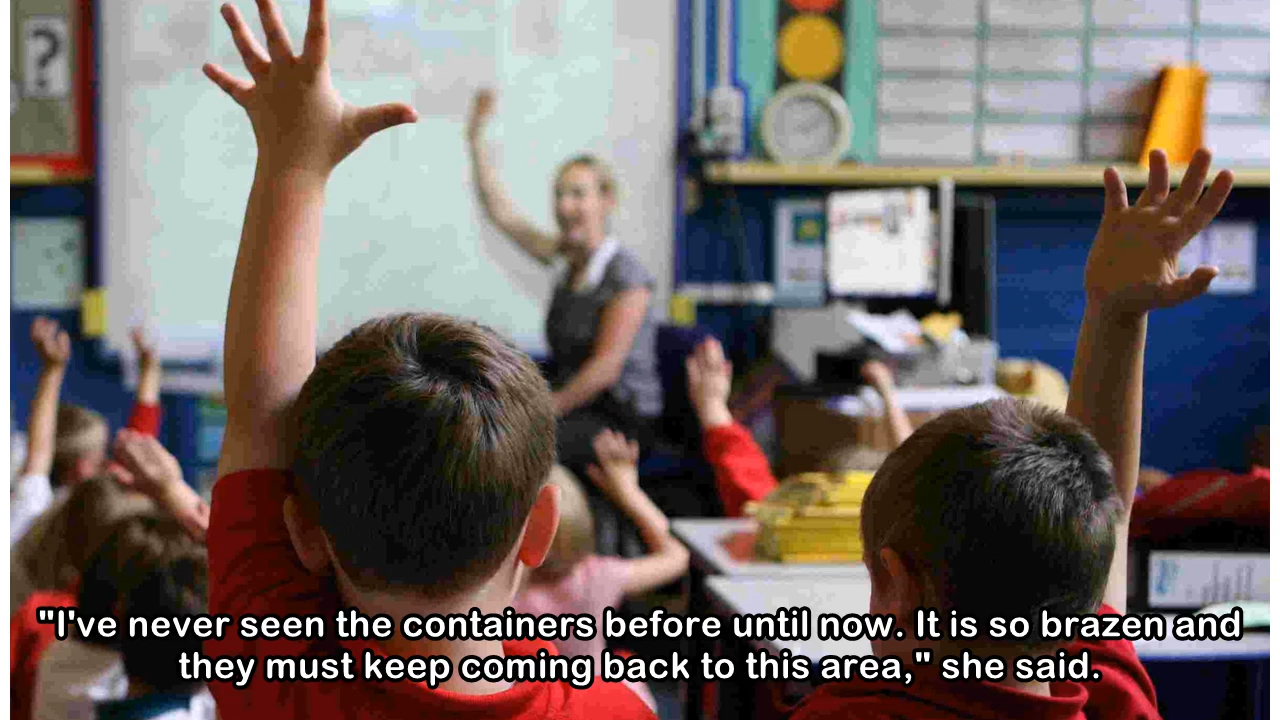 ?
"I've never seen the containers before until now. It is so brazen and
they must keep coming back to this area," she said.